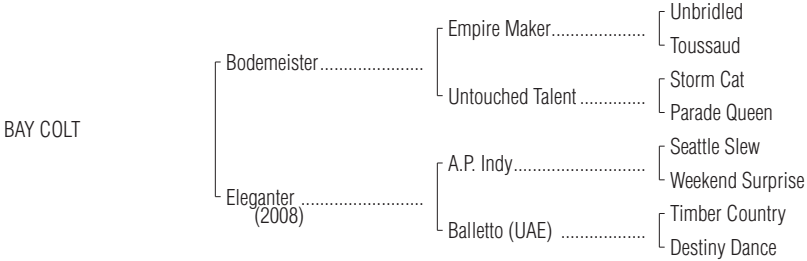 Unbridled
Empire Maker....................
Toussaud
Bodemeister......................
Storm Cat
Untouched Talent ..............
Parade Queen
BAY COLT
Seattle Slew
A.P. Indy............................
Weekend Surprise
Eleganter ..........................
(2008)
Timber Country
Balletto (UAE) ..................
Destiny Dance